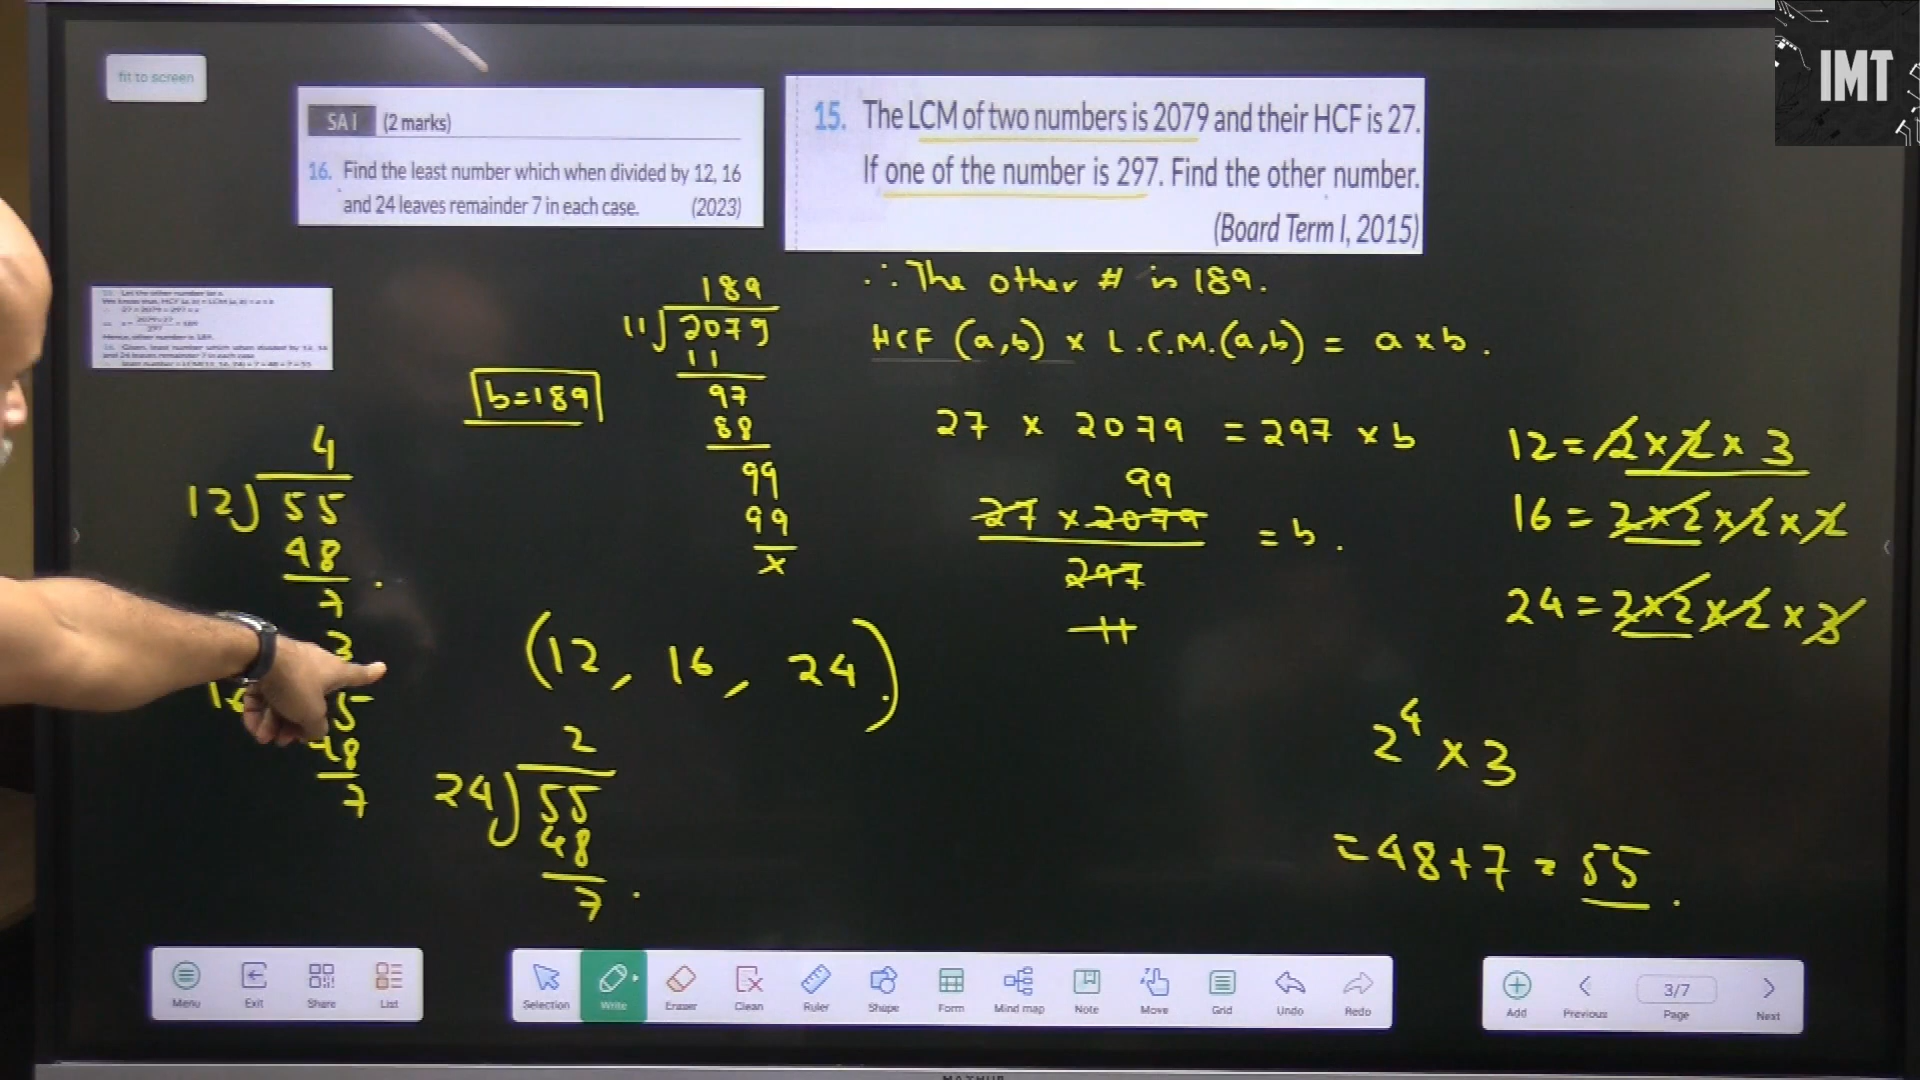 fit to screen
IMT
SA I (2 marks)
16. Find the least number which when divided by 12, 16
and 24 leaves remainder 7 in each case. (2023)
15. The LCM of two numbers is 2079 and their HCF is 27.
If one of the number is 297. Find the other number.
(Board Term I, 2015)
∴ The other # is 189.
HCF (a,b) × L.C.M.(a,b) = a × b.
27 × 2079 = 297 × b
99
27 × 2079
= b.
297
11
189
11) 2079
11
97
88
99
99
×
b=189
4
12) 55
48
7
3
16 5
48
7
(12, 16, 24)
2
24) 55
48
7
12 = 2 × 2 × 3
16 = 2 × 2 × 2 × 2
24 = 2 × 2 × 2 × 3
2⁴ × 3
= 48 + 7 = 55.
Menu Exit Share List
Selection Write Eraser Clean Ruler Shape Form Mind map Note Move Grid Undo Redo
Add Previous 3/7 Page Next